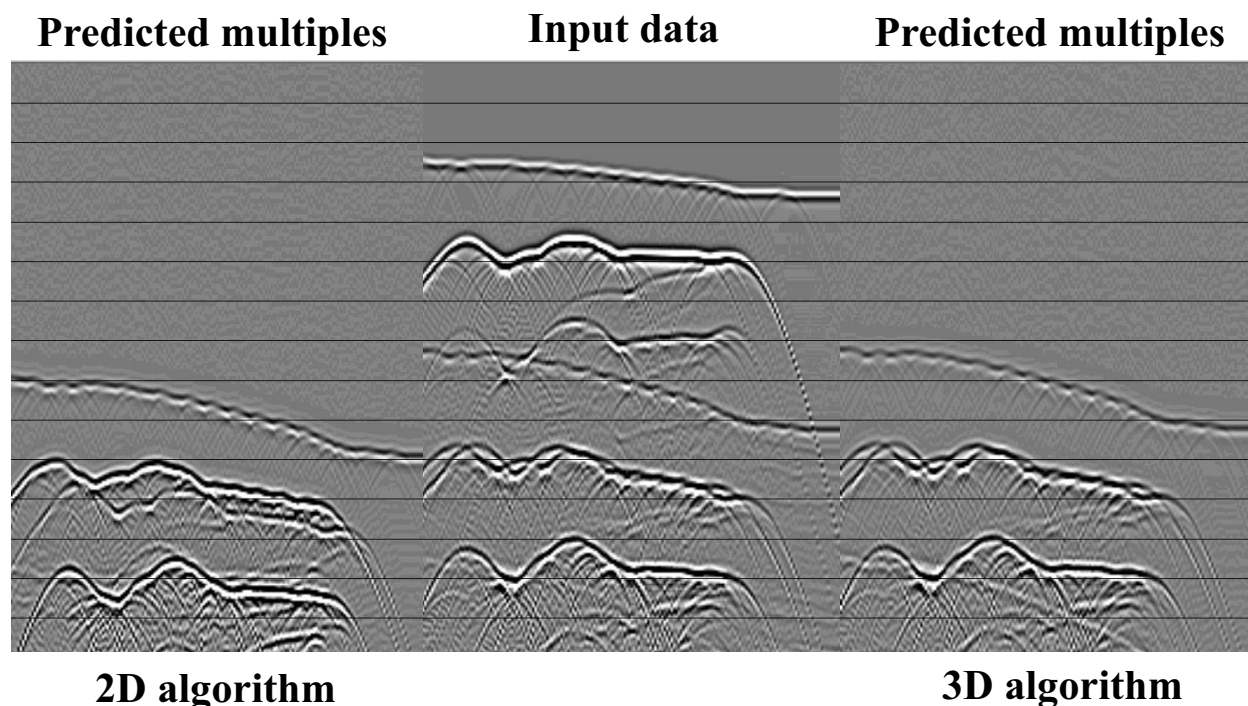 Predicted multiples
Input data
Predicted multiples
2D algorithm
3D algorithm